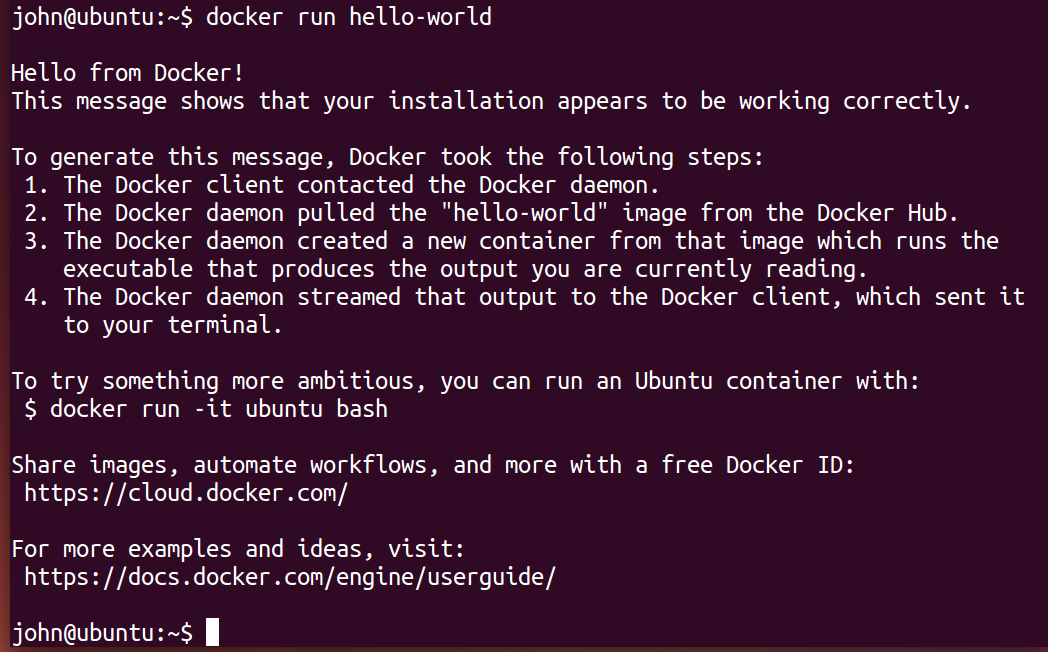 john@ubuntu:~$ docker run hello-world
Hello from Docker!
This message shows that your installation appears to be working correctly.
To generate this message, Docker took the following steps:
1. The Docker client contacted the Docker daemon.
2. The Docker daemon pulled the "hello-world" image from the Docker Hub.
3. The Docker daemon created a new container from that image which runs the
executable that produces the output you are currently reading.
4. The Docker daemon streamed that output to the Docker client, which sent it
to your terminal.
To try something more ambitious, you can run an Ubuntu container with:
$ docker run -it ubuntu bash
Share images, automate workflows, and more with a free Docker ID:
https://cloud.docker.com/
For more examples and ideas, visit:
https://docs.docker.com/engine/userguide/
john@ubuntu:~$